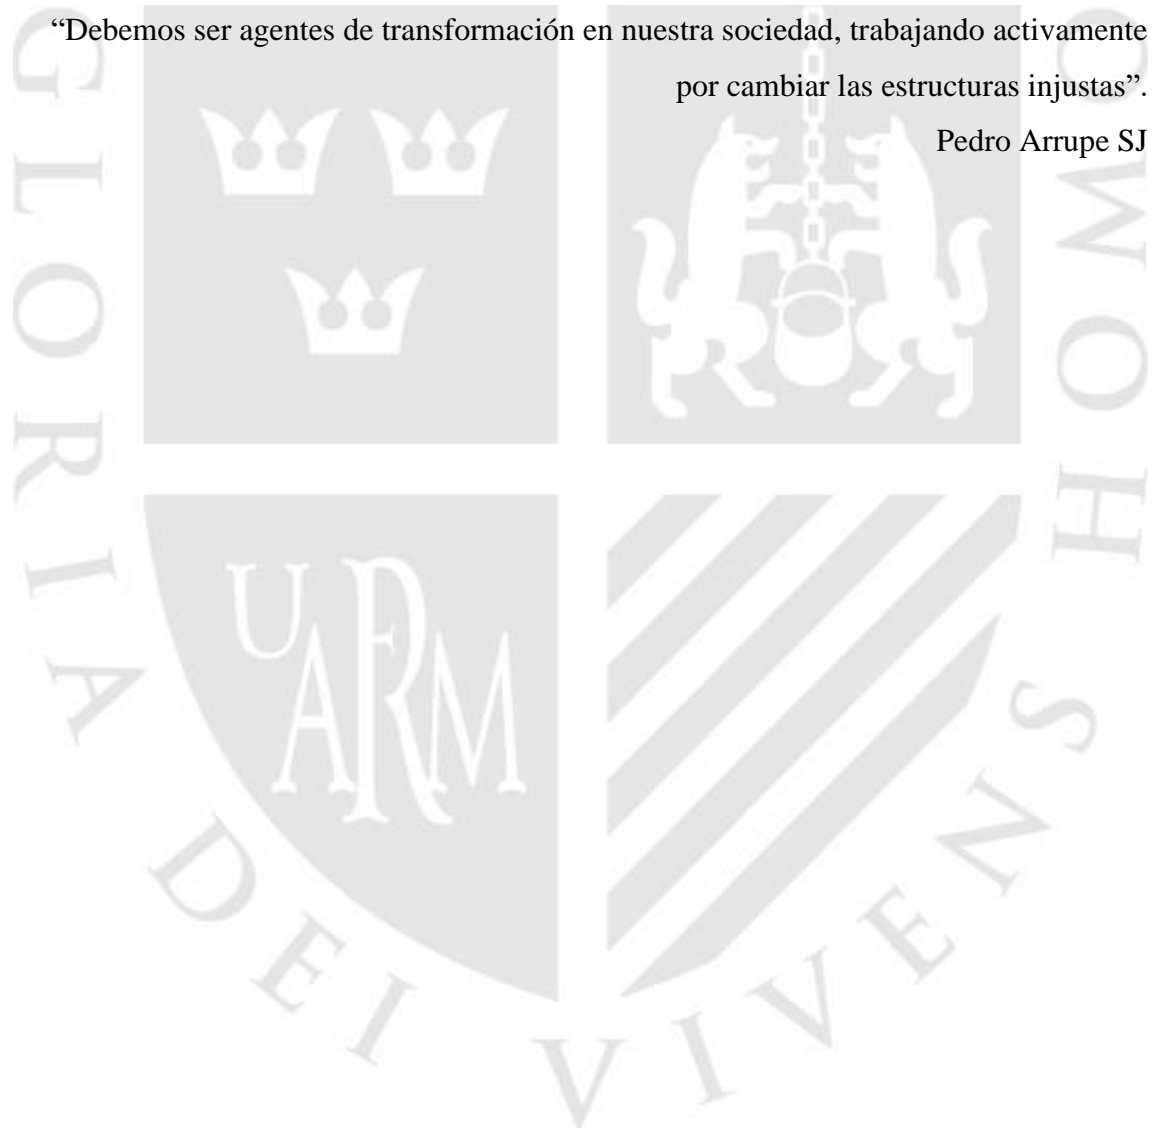 “Debemos ser agentes de transformación en nuestra sociedad, trabajando activamente
por cambiar las estructuras injustas”.
Pedro Arrupe SJ
GLORIA DEI VIVENS HOMO
UARM